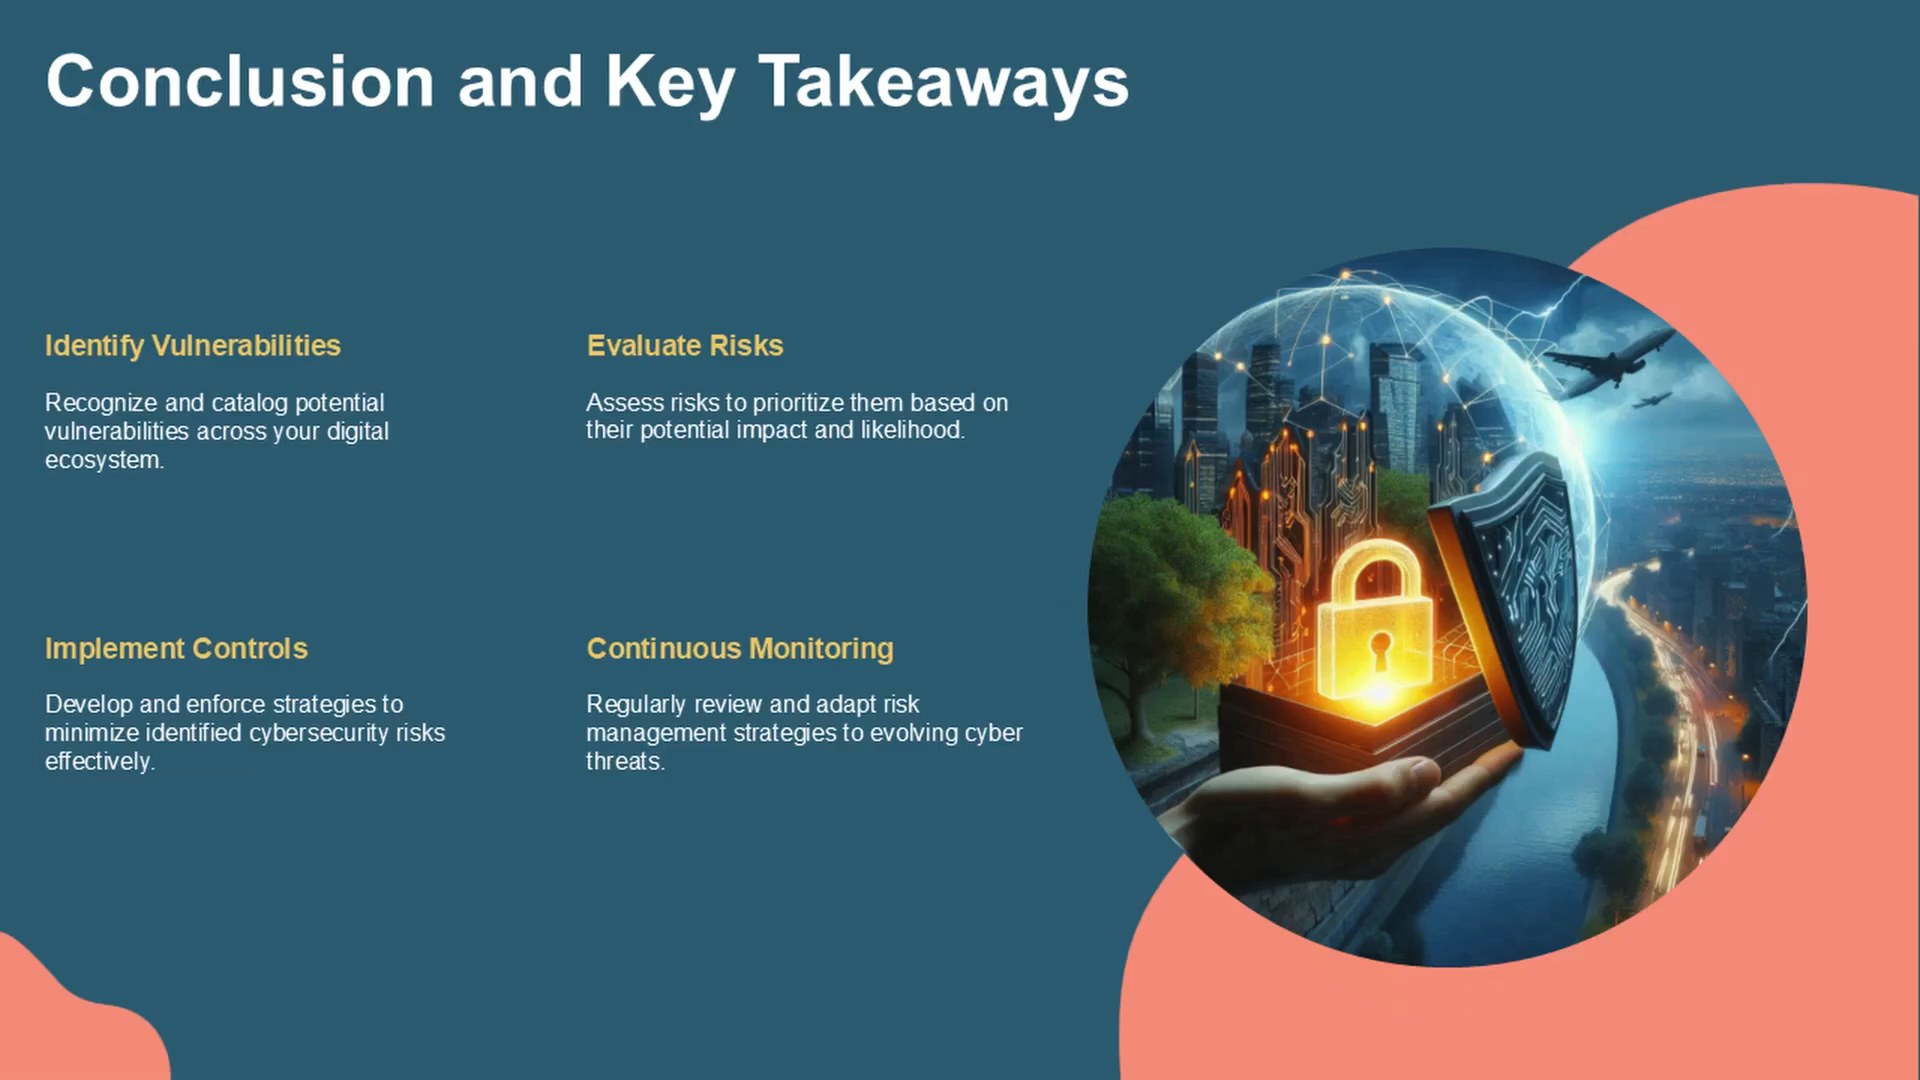 Conclusion and Key Takeaways
Identify Vulnerabilities
Recognize and catalog potential
vulnerabilities across your digital
ecosystem.
Evaluate Risks
Assess risks to prioritize them based on
their potential impact and likelihood.
Implement Controls
Develop and enforce strategies to
minimize identified cybersecurity risks
effectively.
Continuous Monitoring
Regularly review and adapt risk
management strategies to evolving cyber
threats.